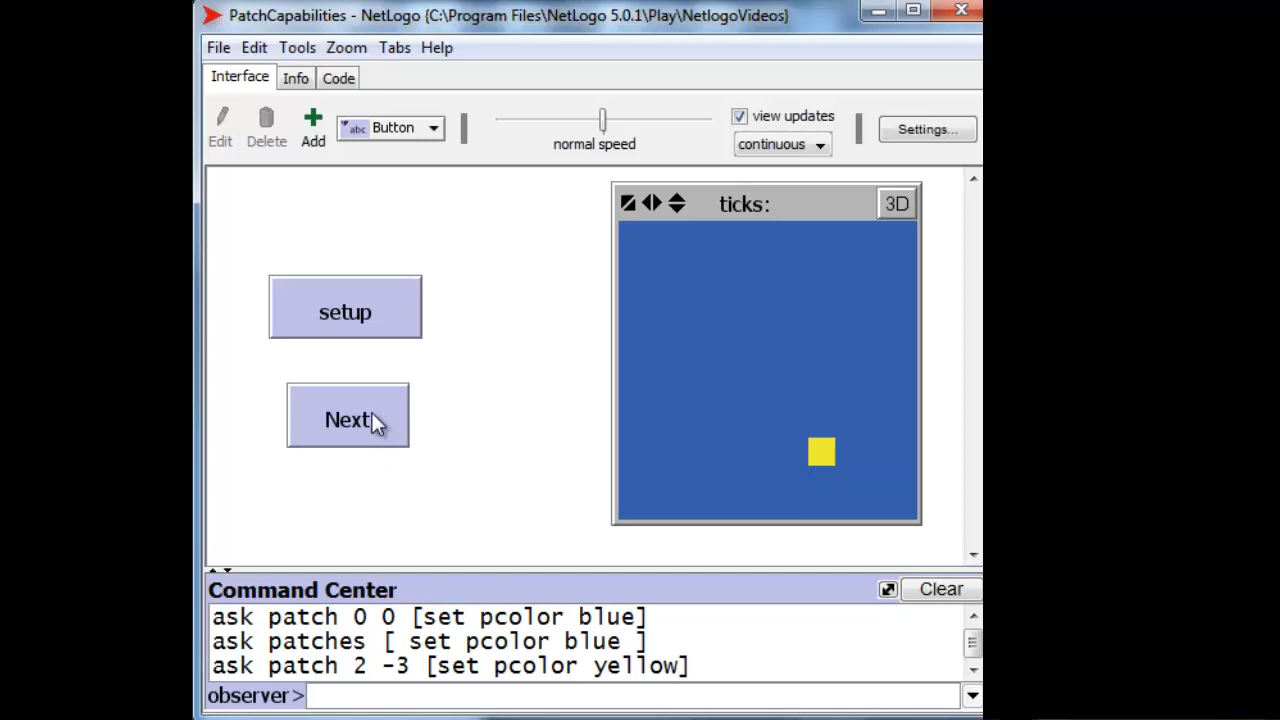 PatchCapabilities - NetLogo {C:\Program Files\NetLogo 5.0.1\Play\NetlogoVideos}
File Edit Tools Zoom Tabs Help
Interface Info Code
Edit Delete Add abc Button normal speed view updates continuous Settings...
ticks: 3D
setup
Next
Command Center Clear
ask patch 0 0 [set pcolor blue]
ask patches [ set pcolor blue ]
ask patch 2 -3 [set pcolor yellow]
observer>